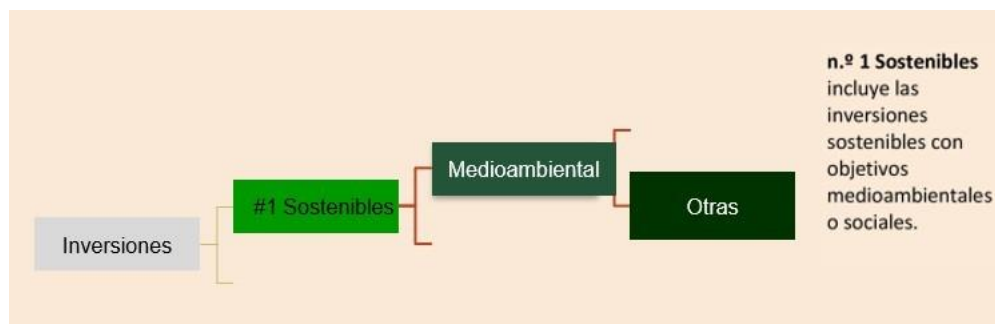 Inversiones
#1 Sostenibles
Medioambiental
Otras
n.º 1 Sostenibles
incluye las
inversiones
sostenibles con
objetivos
medioambientales
o sociales.